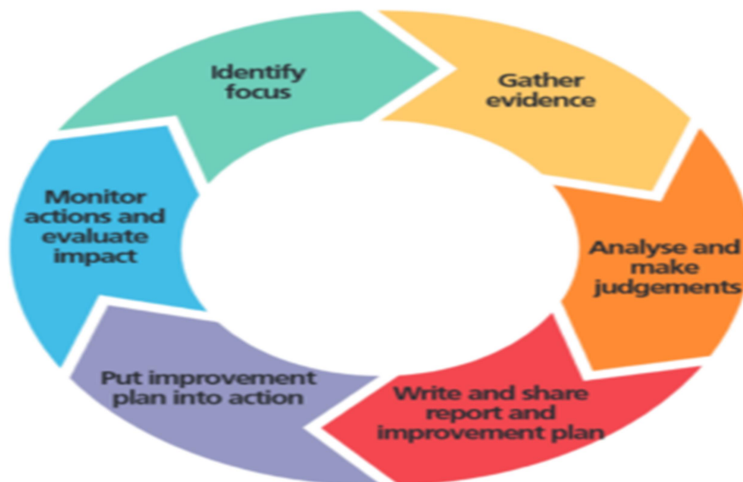 Identify
focus
Gather
evidence
Analyse and
make
judgements
Write and share
report and
improvement plan
Put improvement
plan into action
Monitor
actions and
evaluate
impact